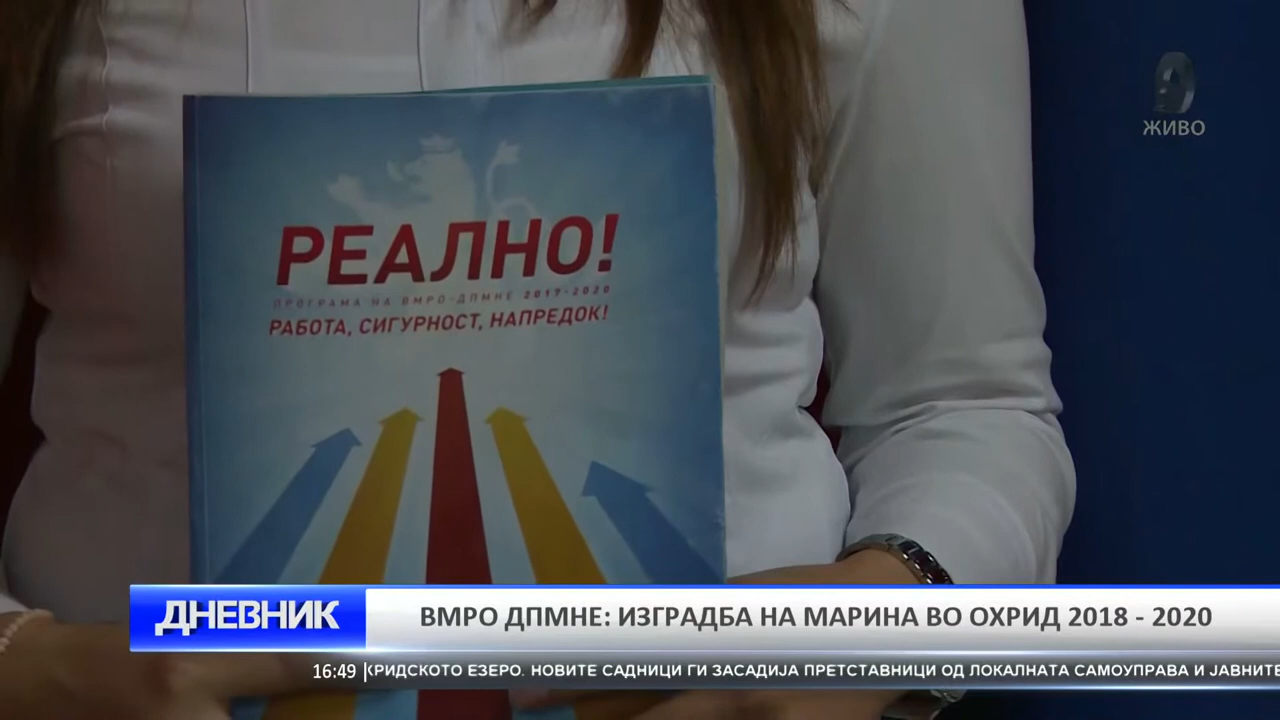 ЖИВО
РЕАЛНО!
ПРОГРАМА НА ВМРО-ДПМНЕ 2017-2020
РАБОТА, СИГУРНОСТ, НАПРЕДОК!
ДНЕВНИК
ВМРО ДПМНЕ: ИЗГРАДБА НА МАРИНА ВО ОХРИД 2018 - 2020
16:49
ЕЗЕРО. НОВИТЕ САДНИЦИ ГИ ЗАСАДИЈА ПРЕТСТАВНИЦИ ОД ЛОКАЛНАТА САМОУПРАВА И ЈАВНИТЕ